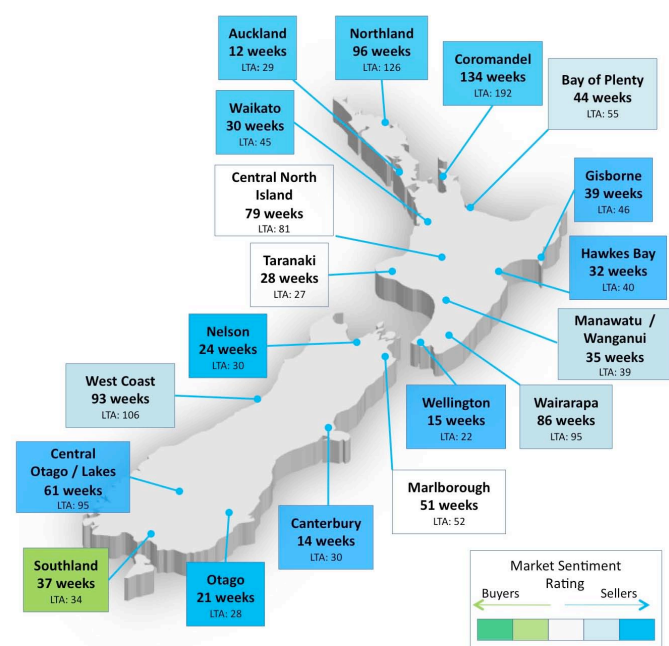 Auckland
12 weeks
LTA: 29
Northland
96 weeks
LTA: 126
Coromandel
134 weeks
LTA: 192
Bay of Plenty
44 weeks
LTA: 55
Waikato
30 weeks
LTA: 45
Central North
Island
79 weeks
LTA: 81
Gisborne
39 weeks
LTA: 46
Taranaki
28 weeks
LTA: 27
Hawkes Bay
32 weeks
LTA: 40
Nelson
24 weeks
LTA: 30
Manawatu /
Wanganui
35 weeks
LTA: 39
West Coast
93 weeks
LTA: 106
Wellington
15 weeks
LTA: 22
Wairarapa
86 weeks
LTA: 95
Central
Otago / Lakes
61 weeks
LTA: 95
Marlborough
51 weeks
LTA: 52
Canterbury
14 weeks
LTA: 30
Southland
37 weeks
LTA: 34
Otago
21 weeks
LTA: 28
Market Sentiment
Rating
Buyers
Sellers